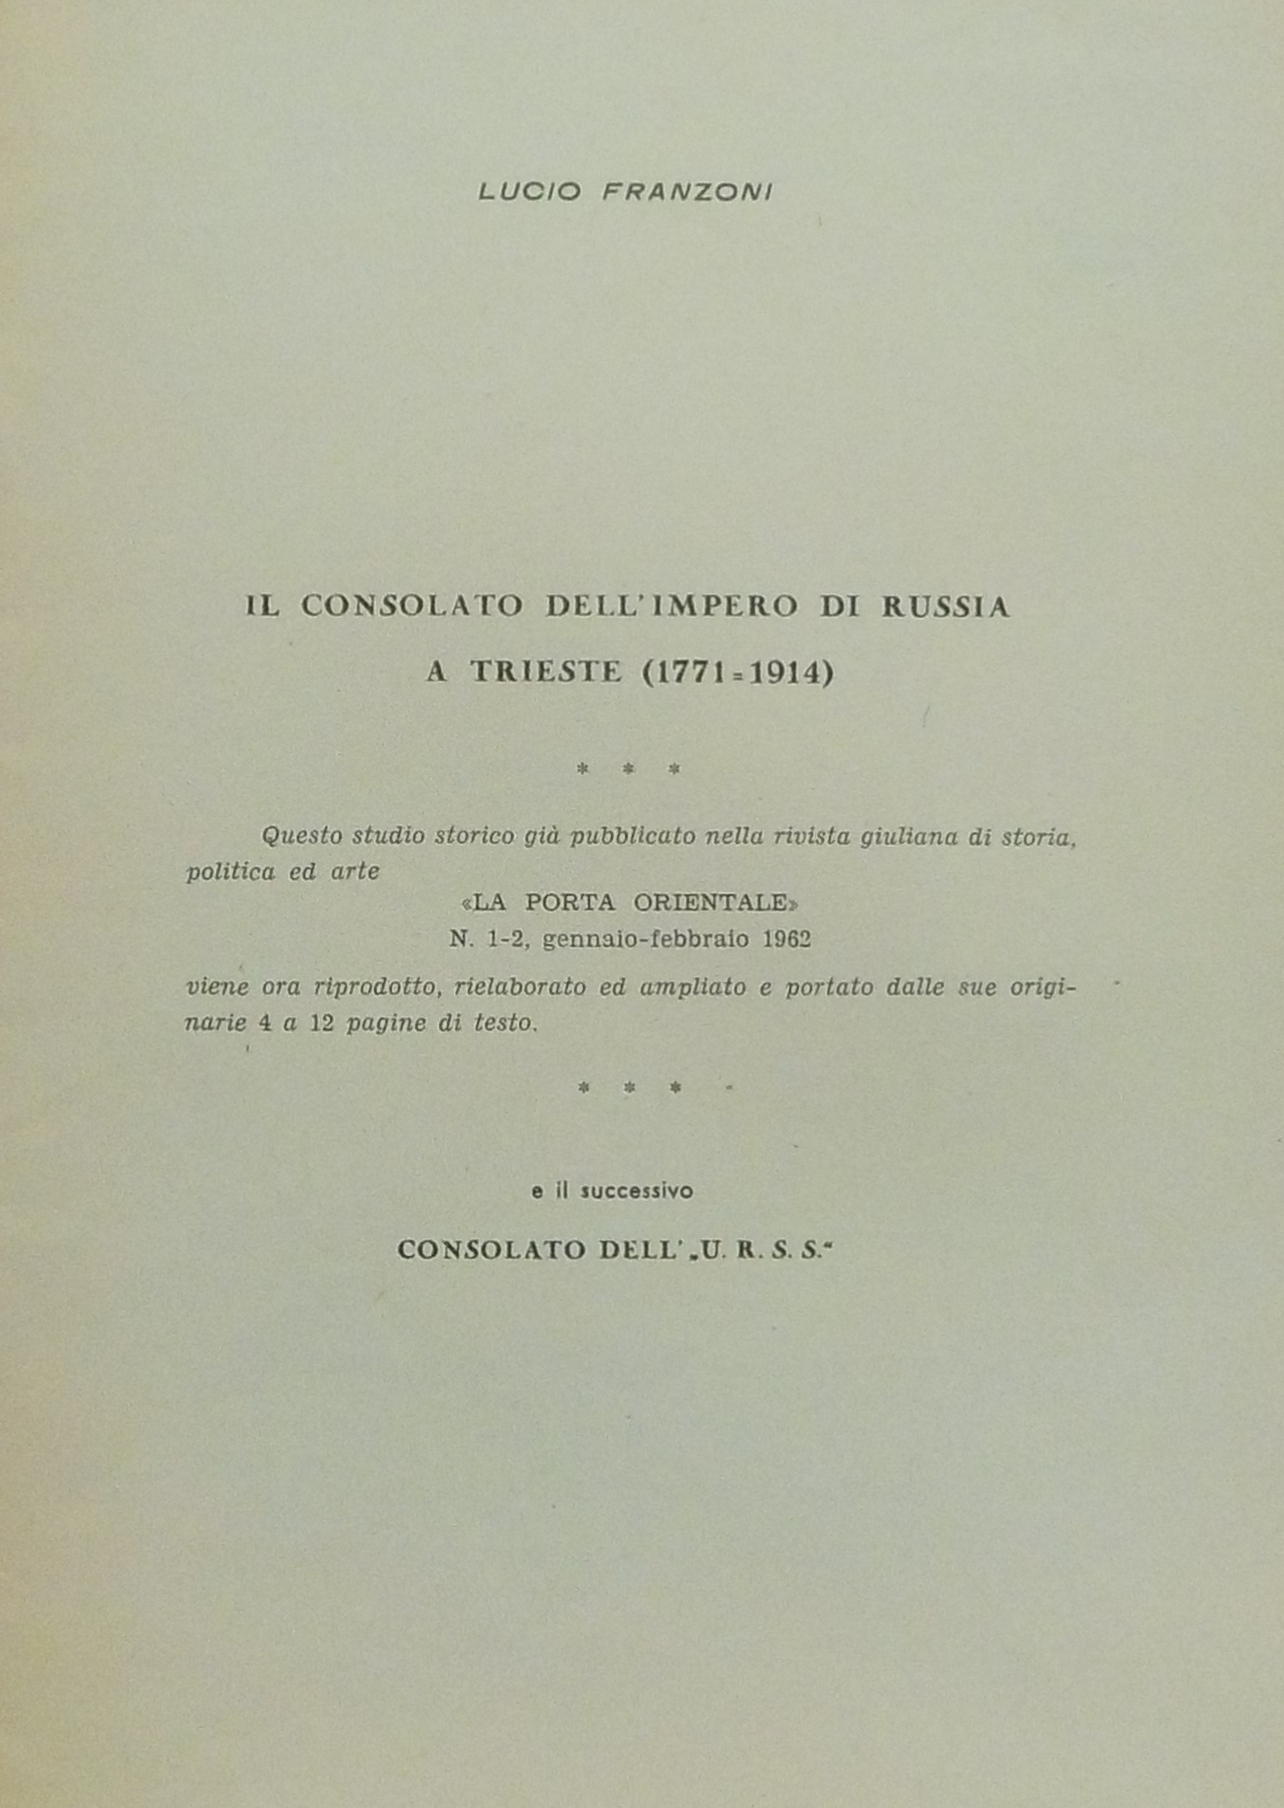 LUCIO FRANZONI
IL CONSOLATO DELL'IMPERO DI RUSSIA
A TRIESTE (1771=1914)
* * *
Questo studio storico già pubblicato nella rivista giuliana di storia,
politica ed arte
«LA PORTA ORIENTALE»
N. 1-2, gennaio-febbraio 1962
viene ora riprodotto, rielaborato ed ampliato e portato dalle sue origi-
narie 4 a 12 pagine di testo.
* * *
e il successivo
CONSOLATO DELL' „U. R. S. S.“